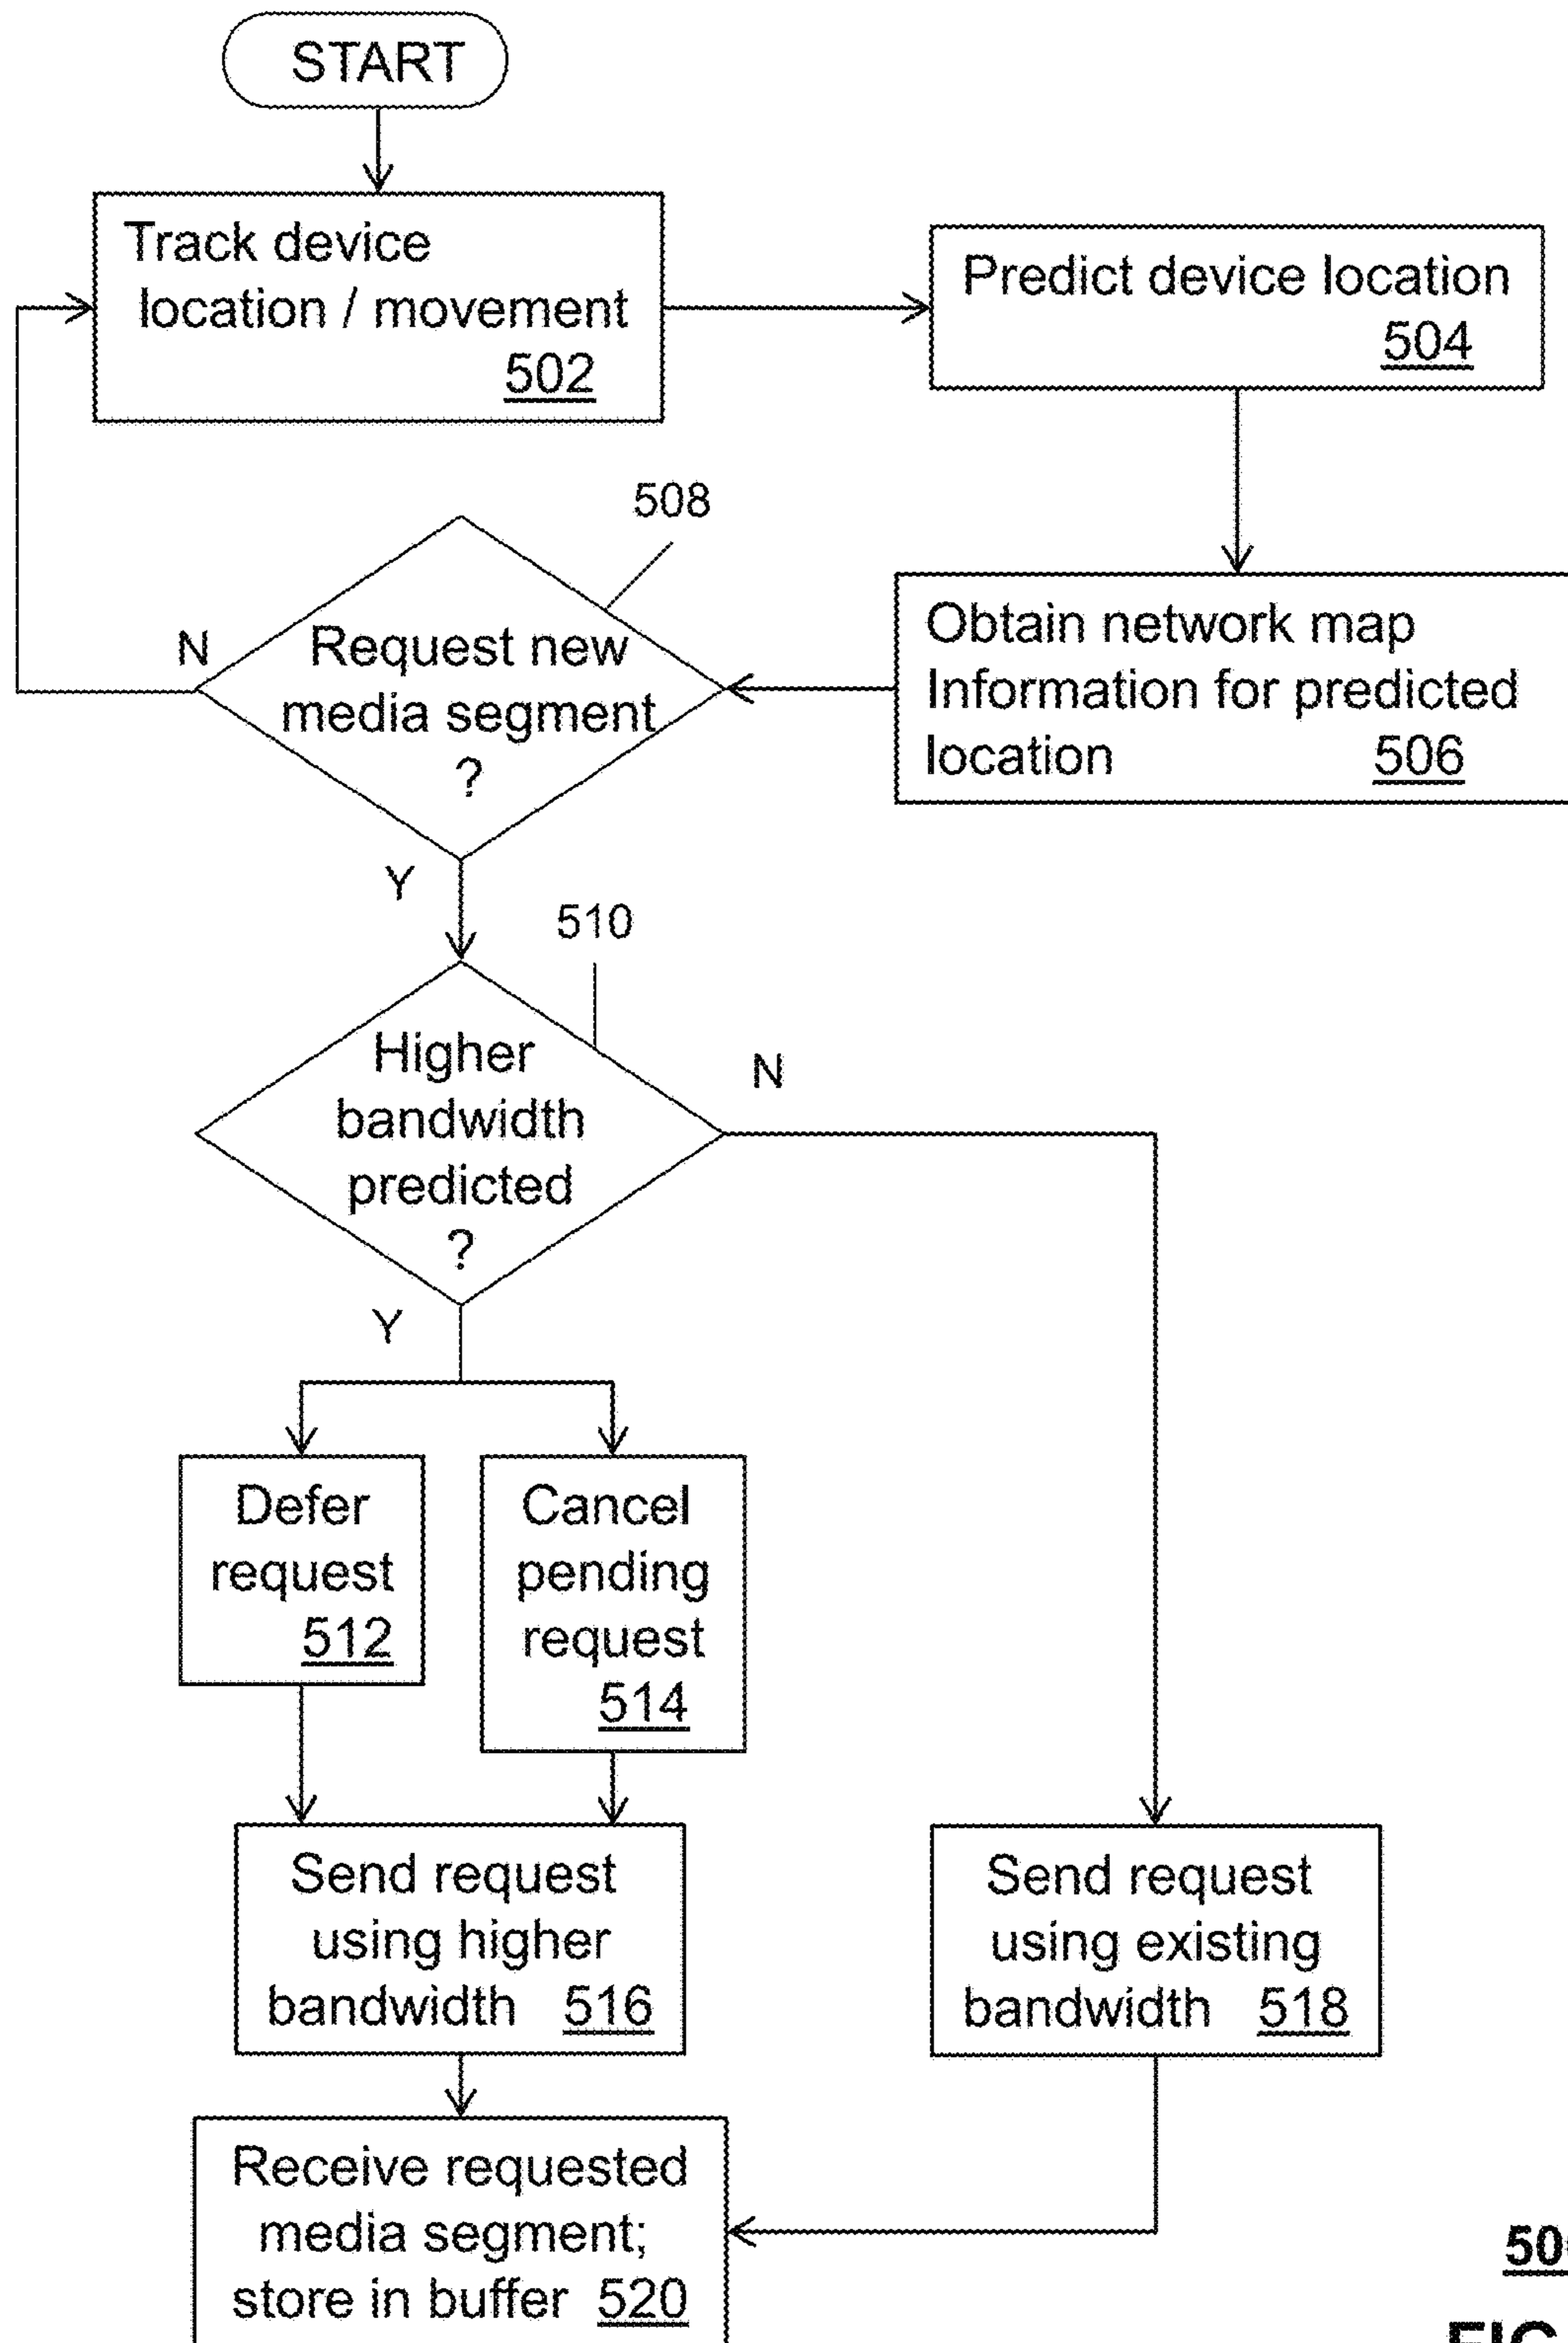 START
Track device
location / movement
502
Predict device location
504
508
N
Request new
media segment
?
Obtain network map
Information for predicted
location 506
Y
510
Higher
bandwidth
predicted
?
N
Y
Defer
request
512
Cancel
pending
request
514
Send request
using higher
bandwidth 516
Send request
using existing
bandwidth 518
Receive requested
media segment;
store in buffer 520